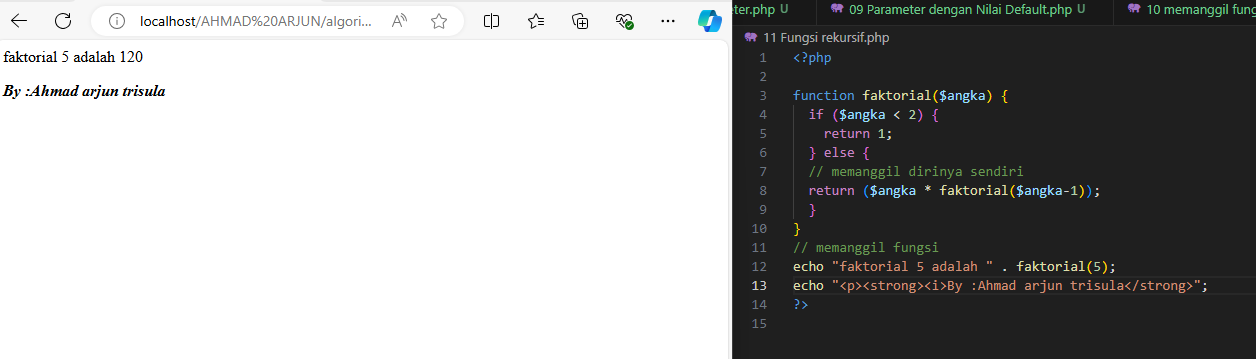 localhost/AHMAD%20ARJUN/algori...
faktorial 5 adalah 120
By :Ahmad arjun trisula
eter.php U
09 Parameter dengan Nilai Default.php U
10 memanggil fung
11 Fungsi rekursif.php
1 <?php
2
3 function faktorial($angka) {
4 if ($angka < 2) {
5 return 1;
6 } else {
7 // memanggil dirinya sendiri
8 return ($angka * faktorial($angka-1));
9 }
10 }
11 // memanggil fungsi
12 echo "faktorial 5 adalah " . faktorial(5);
13 echo "<p><strong><i>By :Ahmad arjun trisula</strong>";
14 ?>
15